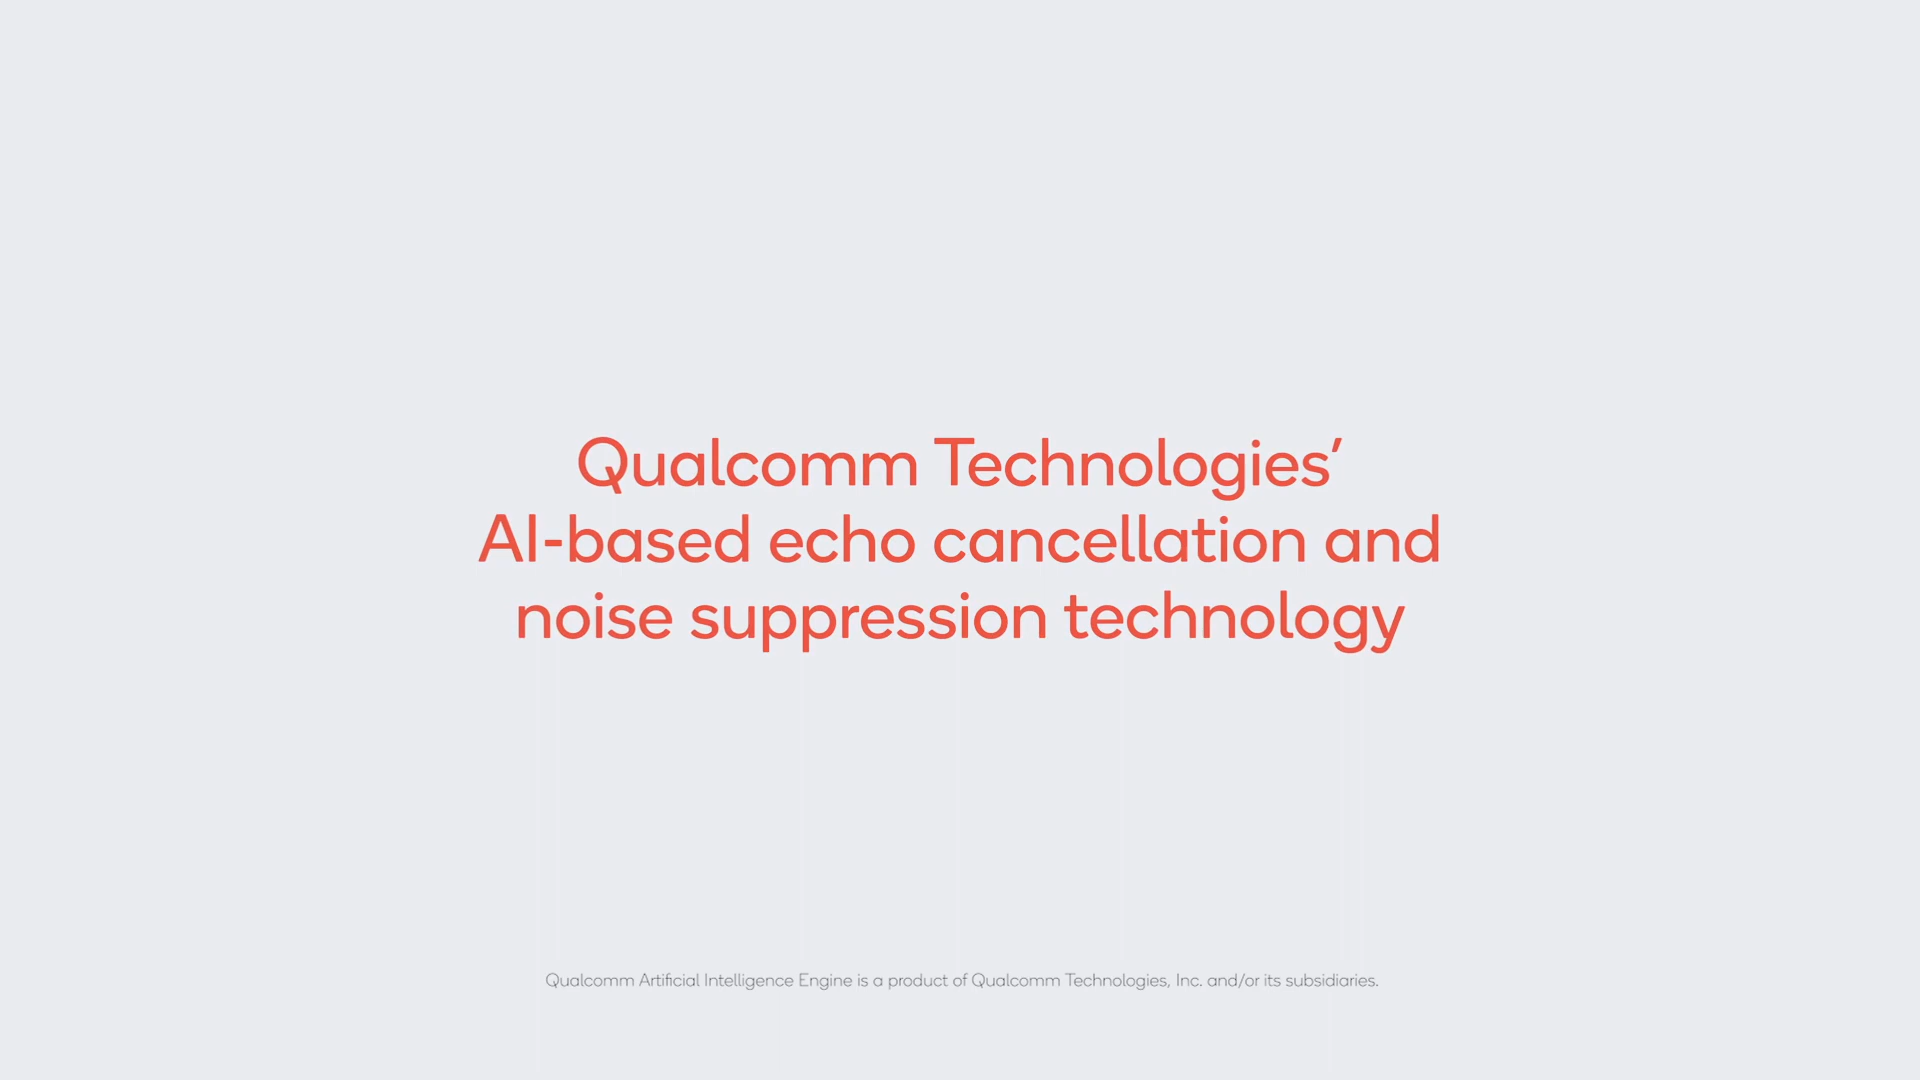 Qualcomm Technologies’
AI-based echo cancellation and
noise suppression technology
Qualcomm Artificial Intelligence Engine is a product of Qualcomm Technologies, Inc. and/or its subsidiaries.